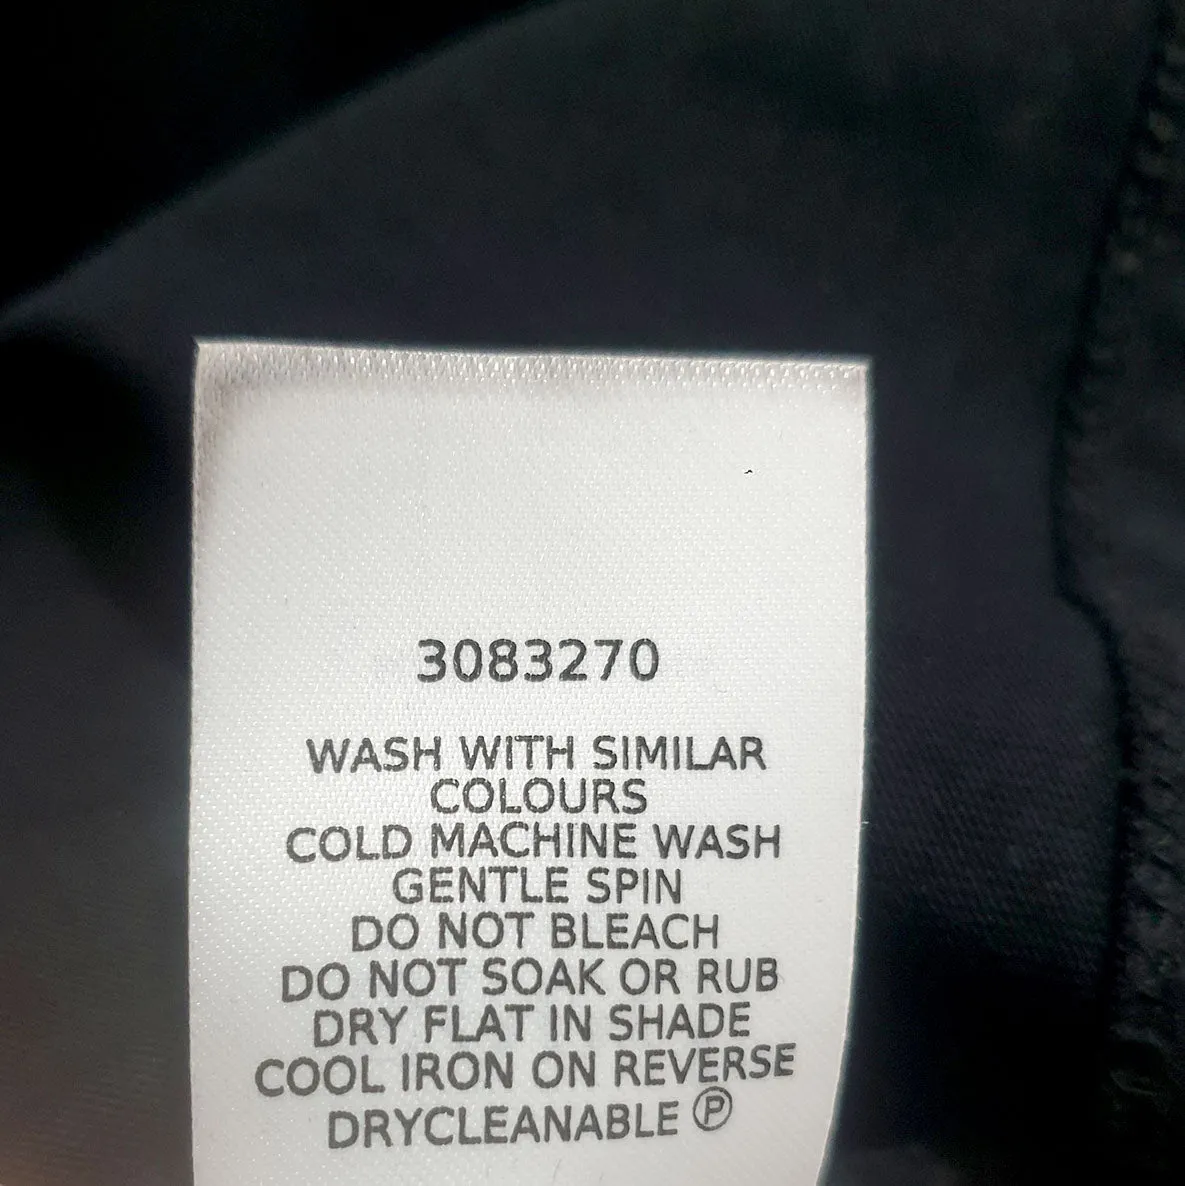 3083270
WASH WITH SIMILAR
COLOURS
COLD MACHINE WASH
GENTLE SPIN
DO NOT BLEACH
DO NOT SOAK OR RUB
DRY FLAT IN SHADE
COOL IRON ON REVERSE
DRYCLEANABLE Ⓟ